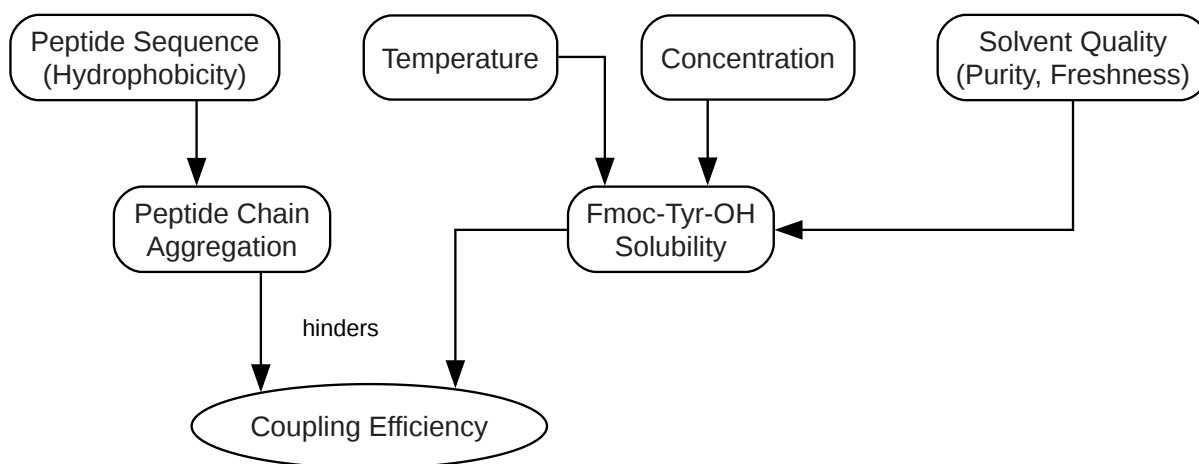 Peptide Sequence
(Hydrophobicity)
Temperature
Concentration
Solvent Quality
(Purity, Freshness)
Peptide Chain
Aggregation
Fmoc-Tyr-OH
Solubility
hinders
Coupling Efficiency